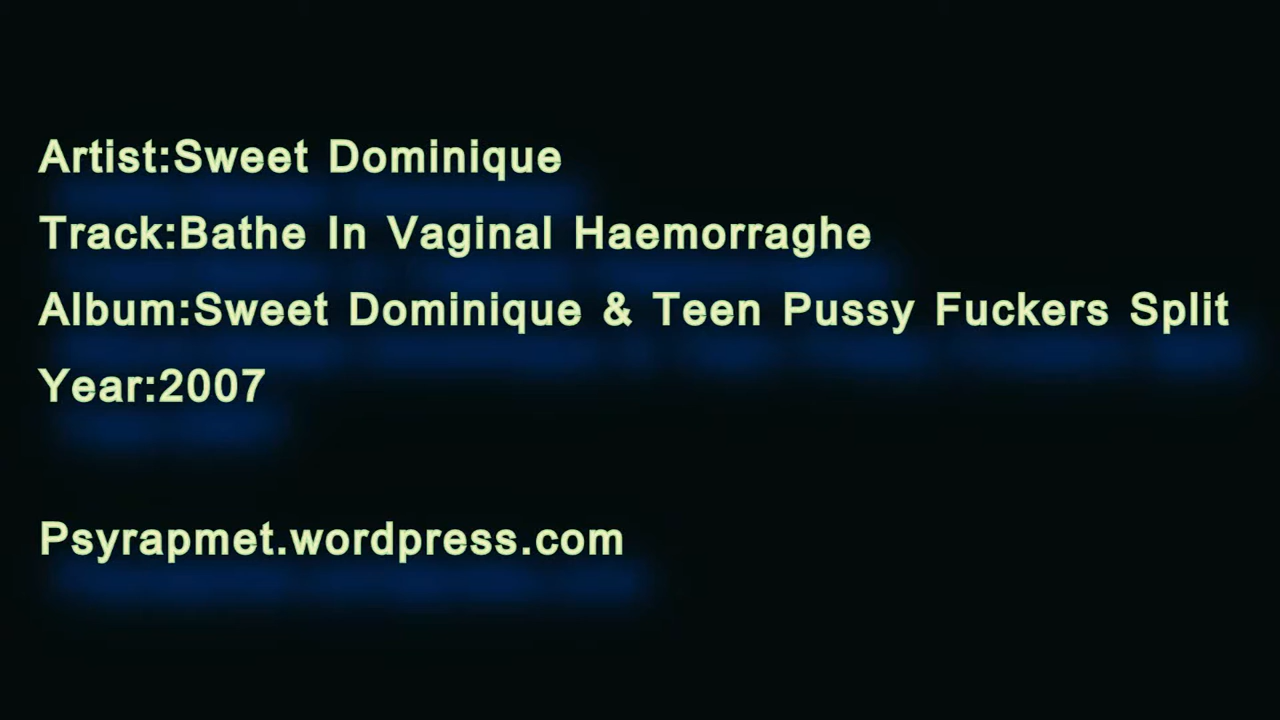 Artist:Sweet Dominique
Track:Bathe In Vaginal Haemorraghe
Album:Sweet Dominique & Teen Pussy Fuckers Split
Year:2007
Psyrapmet.wordpress.com